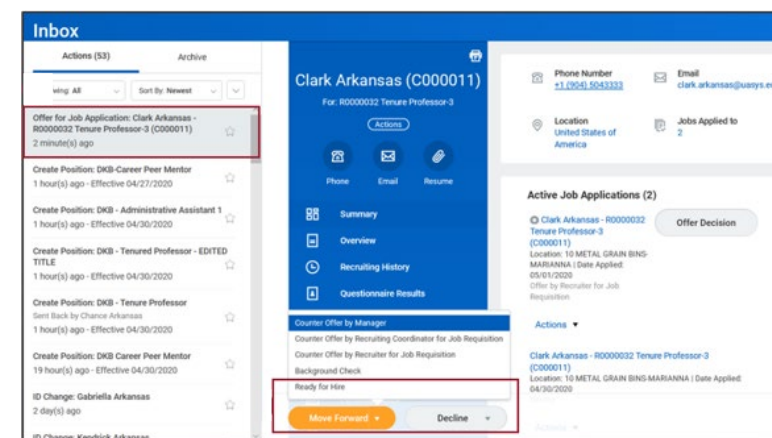 Inbox
Actions (53)
Archive
All
Sort By: Newest
Offer for Job Application: Clark Arkansas -
R0000032 Tenure Professor-3 (C000011)
2 minute(s) ago
Create Position: DKB-Career Peer Mentor
1 hour(s) ago - Effective 04/27/2020
Create Position: DKB - Administrative Assistant 1
1 hour(s) ago - Effective 04/30/2020
Create Position: DKB - Tenured Professor - EDITED
TITLE
1 hour(s) ago - Effective 04/30/2020
Create Position: DKB - Tenure Professor
Sent Back by Chance Arkansas
1 hour(s) ago - Effective 04/30/2020
Create Position: DKB Career Peer Mentor
19 hour(s) ago - Effective 04/30/2020
ID Change: Gabriella Arkansas
2 day(s) ago
ID Change: Kendrick Arkansas
Clark Arkansas (C000011)
For: R0000032 Tenure Professor-3
Actions
Phone
Email
Resume
Summary
Overview
Recruiting History
Questionnaire Results
Counter Offer by Manager
Counter Offer by Recruiting Coordinator for Job Requisition
Counter Offer by Recruiter for Job Requisition
Background Check
Ready for Hire
Move Forward
Decline
Phone Number
+1 (904) 5043333
Email
clark.arkansas@uasys.e
Location
United States of
America
Jobs Applied to
2
Active Job Applications (2)
Clark Arkansas - R0000032
Tenure Professor-3
(C000011)
Location: 10 METAL GRAIN BINS-
MARIANNA | Date Applied:
05/01/2020
Offer by Recruiter for Job
Requisition
Offer Decision
Actions
Clark Arkansas - R0000032 Tenure Professor-3
(C000011)
Location: 10 METAL GRAIN BINS-MARIANNA | Date Applied:
04/30/2020
Actions